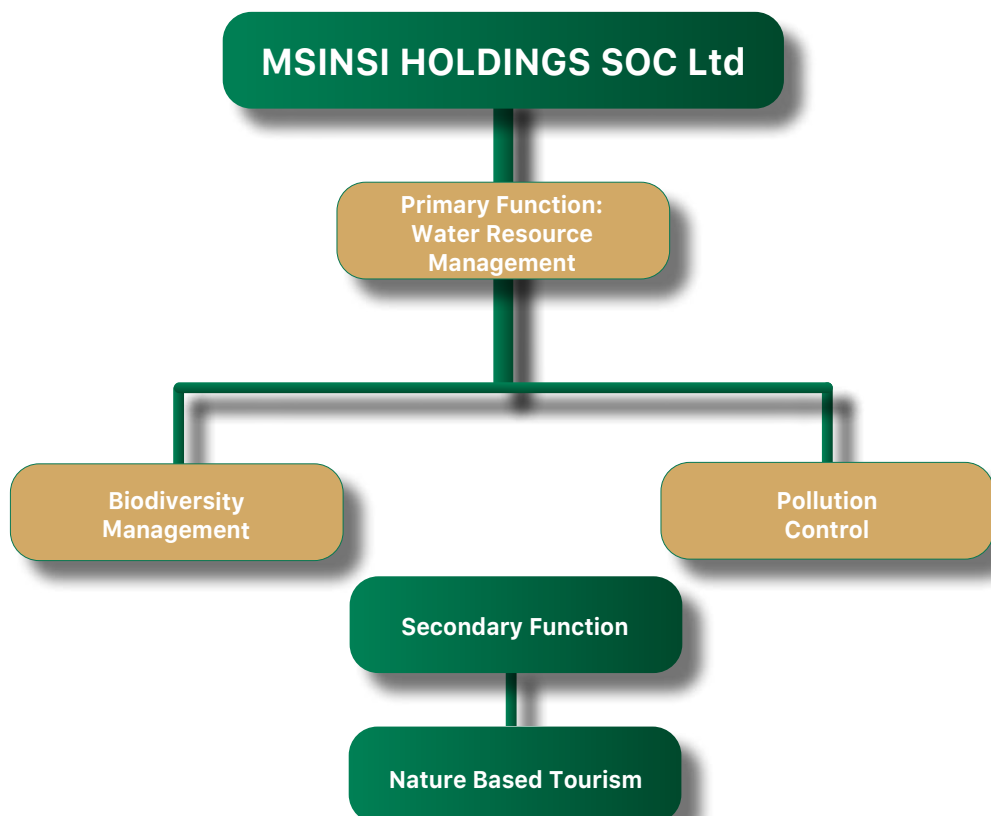 MSINSI HOLDINGS SOC Ltd
Primary Function:
Water Resource
Management
Biodiversity
Management
Pollution
Control
Secondary Function
Nature Based Tourism